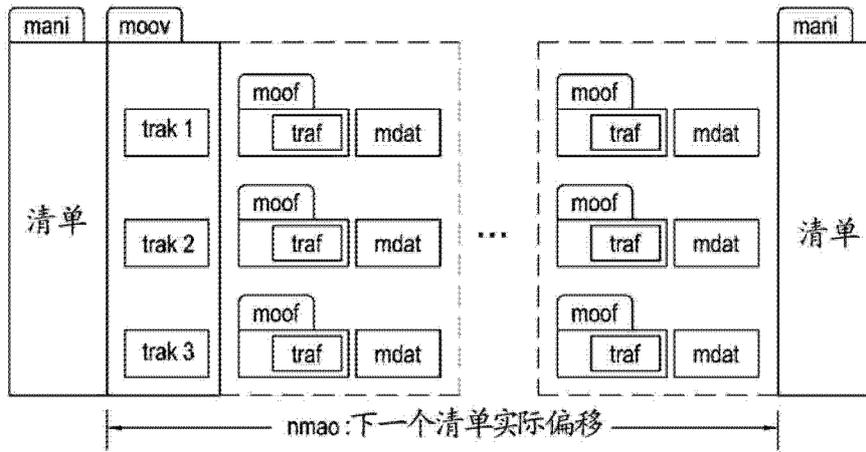 mani moov mani
moof moof
trak 1 traf mdat traf mdat
moof moof
清单 trak 2 traf mdat ... traf mdat 清单
moof moof
trak 3 traf mdat traf mdat
nmao:下一个清单实际偏移